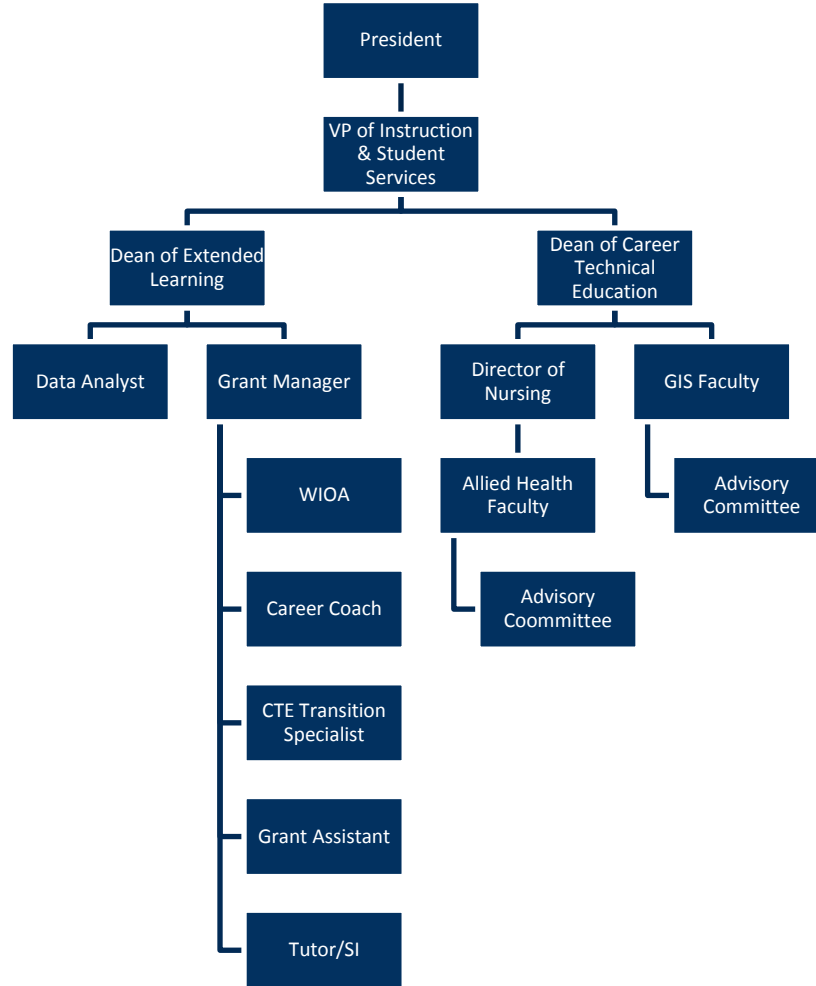 President
VP of Instruction
& Student
Services
Dean of Extended
Learning
Dean of Career
Technical
Education
Data Analyst
Grant Manager
Director of
Nursing
GIS Faculty
WIOA
Allied Health
Faculty
Advisory
Committee
Career Coach
Advisory
Coommittee
CTE Transition
Specialist
Grant Assistant
Tutor/SI